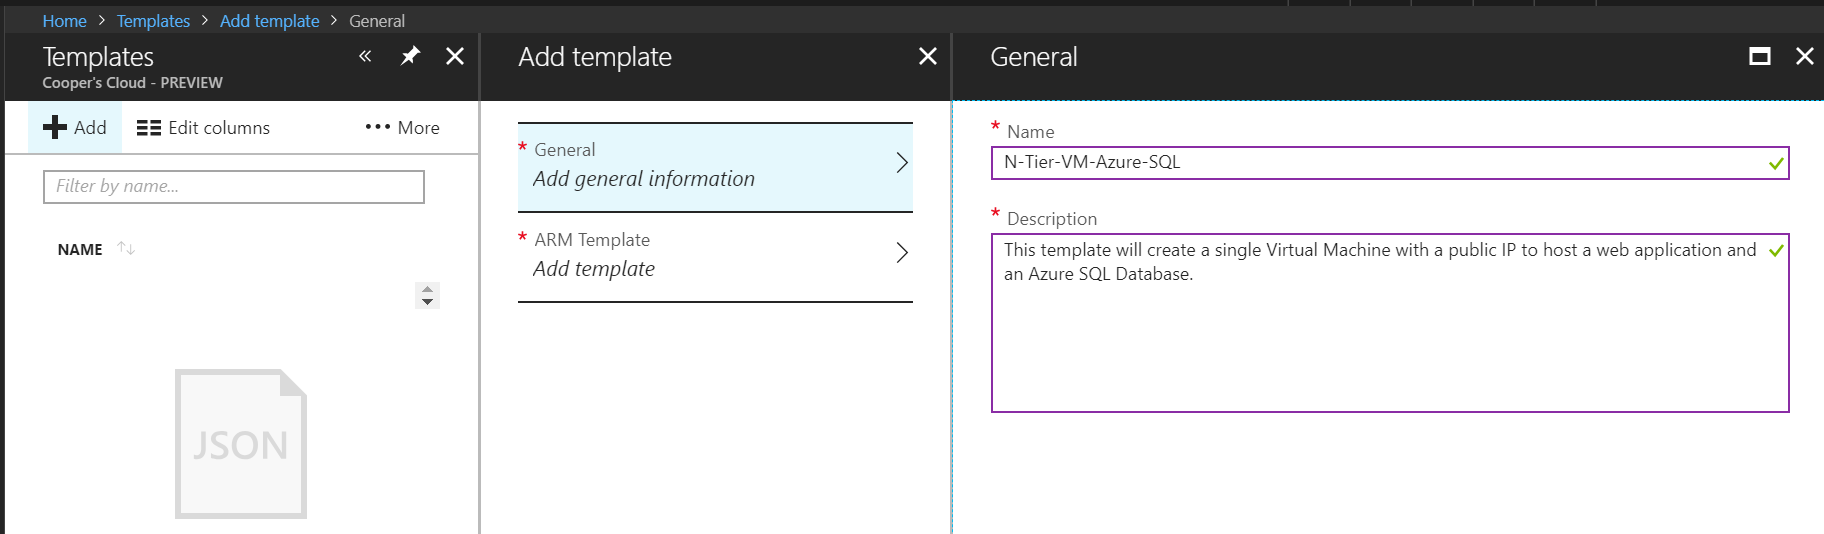 Home > Templates > Add template > General
Templates
Cooper's Cloud - PREVIEW
Add
Edit columns
More
Filter by name...
NAME
JSON
Add template
* General
Add general information
* ARM Template
Add template
General
* Name
N-Tier-VM-Azure-SQL
* Description
This template will create a single Virtual Machine with a public IP to host a web application and
an Azure SQL Database.